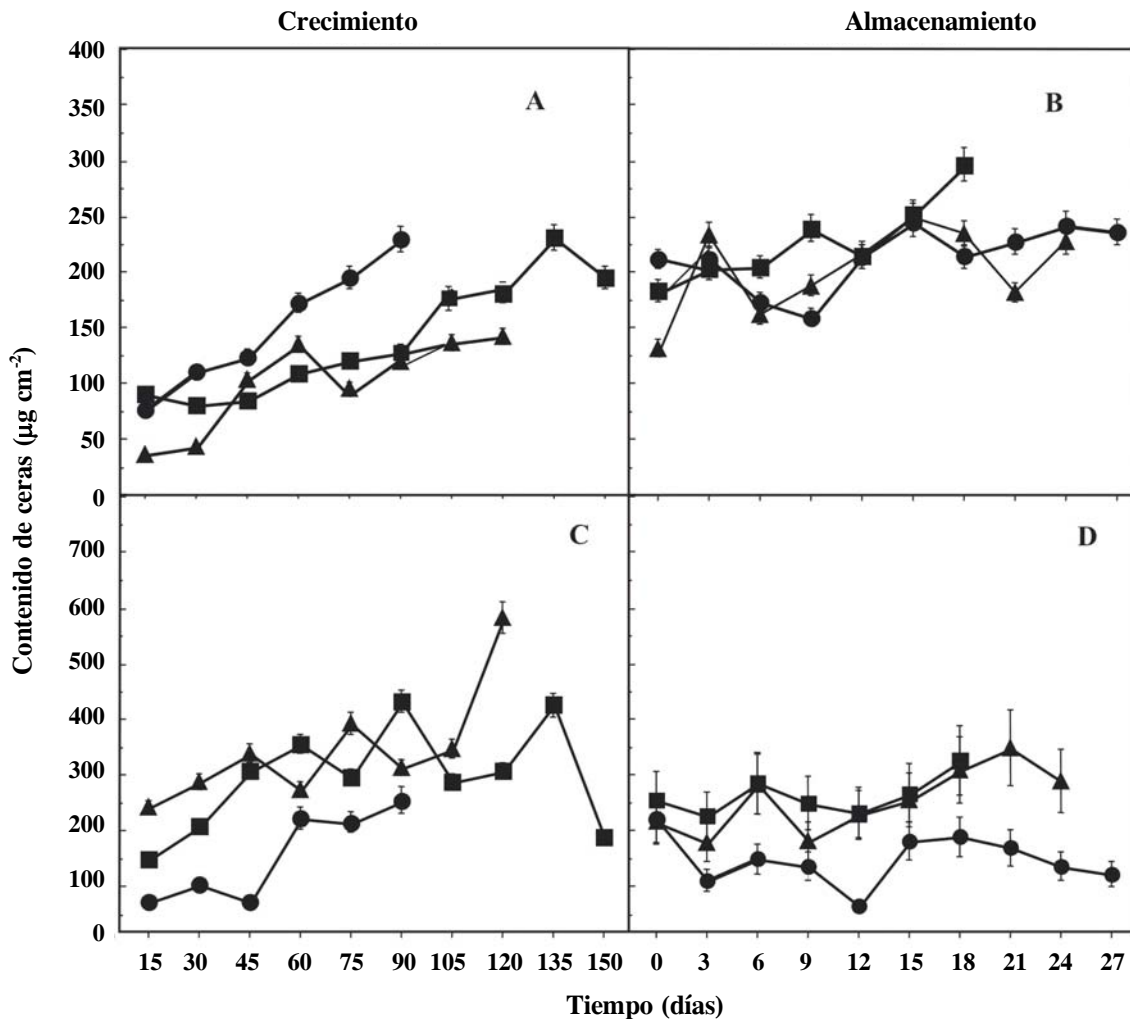 Crecimiento
Almacenamiento
400
350
300
250
200
150
100
50
0
A
B
700
600
500
400
300
200
100
0
C
D
Contenido de ceras (µg cm-2)
15 30 45 60 75 90 105 120 135 150
0 3 6 9 12 15 18 21 24 27
Tiempo (días)